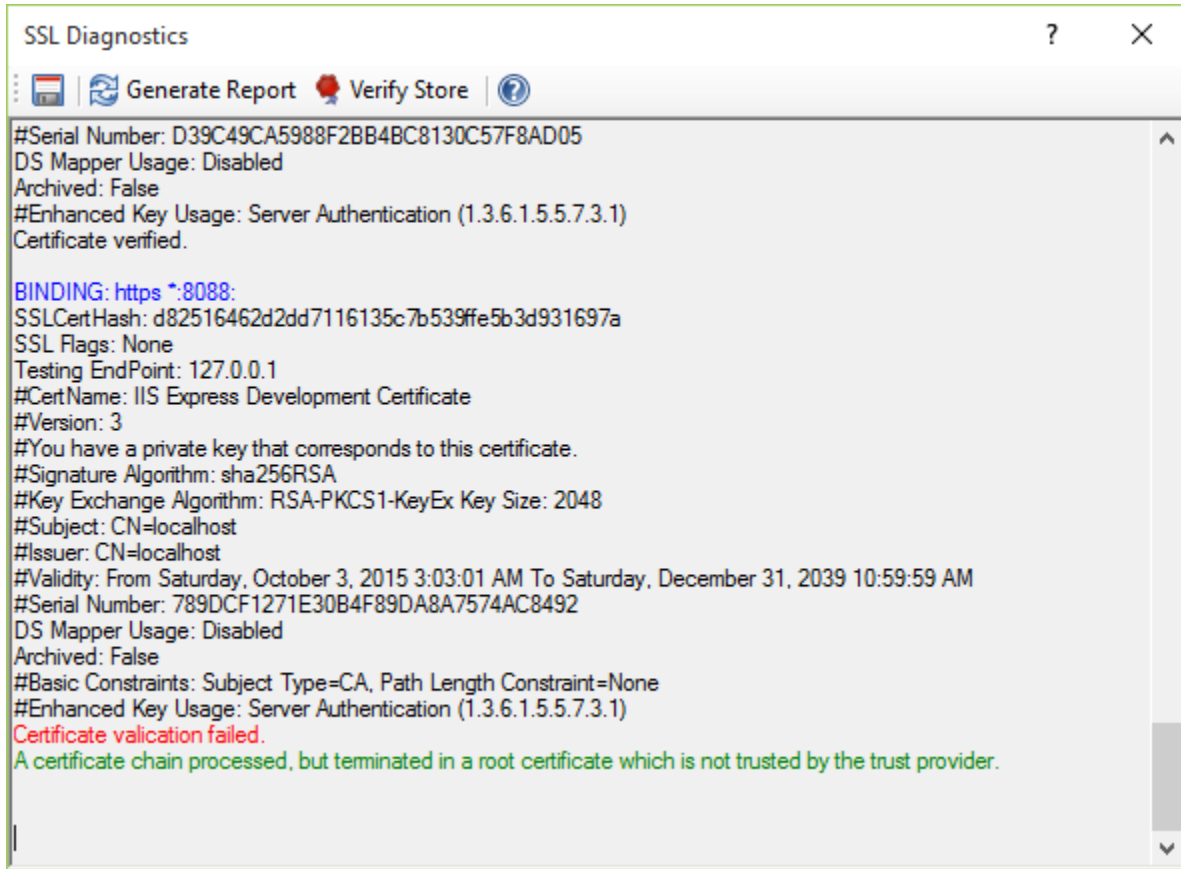 SSL Diagnostics
Generate Report Verify Store
#Serial Number: D39C49CA5988F2BB4BC8130C57F8AD05
DS Mapper Usage: Disabled
Archived: False
#Enhanced Key Usage: Server Authentication (1.3.6.1.5.5.7.3.1)
Certificate verified.
BINDING: https *:8088:
SSLCertHash: d82516462d2dd7116135c7b539ffe5b3d931697a
SSL Flags: None
Testing EndPoint: 127.0.0.1
#CertName: IIS Express Development Certificate
#Version: 3
#You have a private key that corresponds to this certificate.
#Signature Algorithm: sha256RSA
#Key Exchange Algorithm: RSA-PKCS1-KeyEx Key Size: 2048
#Subject: CN=localhost
#Issuer: CN=localhost
#Validity: From Saturday, October 3, 2015 3:03:01 AM To Saturday, December 31, 2039 10:59:59 AM
#Serial Number: 789DCF1271E30B4F89DA8A7574AC8492
DS Mapper Usage: Disabled
Archived: False
#Basic Constraints: Subject Type=CA, Path Length Constraint=None
#Enhanced Key Usage: Server Authentication (1.3.6.1.5.5.7.3.1)
Certificate valication failed.
A certificate chain processed, but terminated in a root certificate which is not trusted by the trust provider.